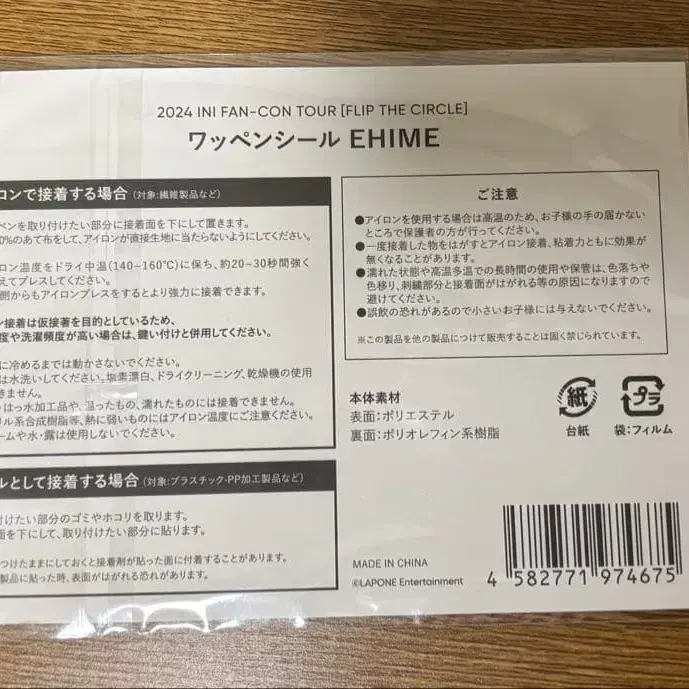 2024 INI FAN-CON TOUR [FLIP THE CIRCLE]
ワッペンシール EHIME
ロンで接着する場合 (対象:繊維製品など)
ペンを取り付けたい部分に接着面を下にして置きます。
0%のあて布をして、アイロンが直接生地に当たらないようにしてください。
ロン温度をドライ中温(140~160℃)に保ち、約20~30秒間強く
えてプレスしてください。
側からもアイロンプレスをするとより強力に接着できます。
ン接着は仮接着を目的としているため、
度や洗濯頻度が高い場合は、縫い付けと併用してください。
に冷めるまでは動かさないでください。
は水洗いしてください。塩素漂白、ドライクリーニング、乾燥機の使用
きません。
・はっ水加工品や、湿ったもの、濡れたものには接着できません。
リル系合成樹脂等、熱に弱いものにはアイロン温度にご注意ください。
ームや水・露は使用しないでください。
ルとして接着する場合 (対象:プラスチック・PP加工製品など)
付けたい部分のゴミやホコリを取ります。
面を下にして、取り付けたい部分に貼ります。
つけたままにしておくと接着剤が貼った面に付着することがあります。
製品に貼った時、表面がはがれる恐れがあります。
ご注意
●アイロンを使用する場合は高温のため、お子様の手の届かない
ところで保護者の方が行ってください。
●一度接着した物をはがすとアイロン接着、粘着力ともに効果が
無くなることがあります。
●濡れた状態や高温多湿での長時間の使用や保管は、色落ちや
色移り、刺繍部分と接着面がはがれる等の原因になりますので
避けてください。
●誤飲の恐れがあるので小さいお子様には与えないでください。
※この製品を他の製品につけて販売することは固く禁じられています。
本体素材
表面:ポリエステル
裏面:ポリオレフィン系樹脂
紙
台紙
プラ
袋:フィルム
MADE IN CHINA
©LAPONE Entertainment
4 582771 974675